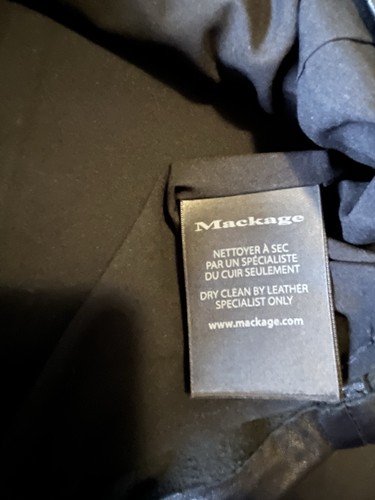 Mackage
NETTOYER À SEC
PAR UN SPÉCIALISTE
DU CUIR SEULEMENT
DRY CLEAN BY LEATHER
SPECIALIST ONLY
www.mackage.com